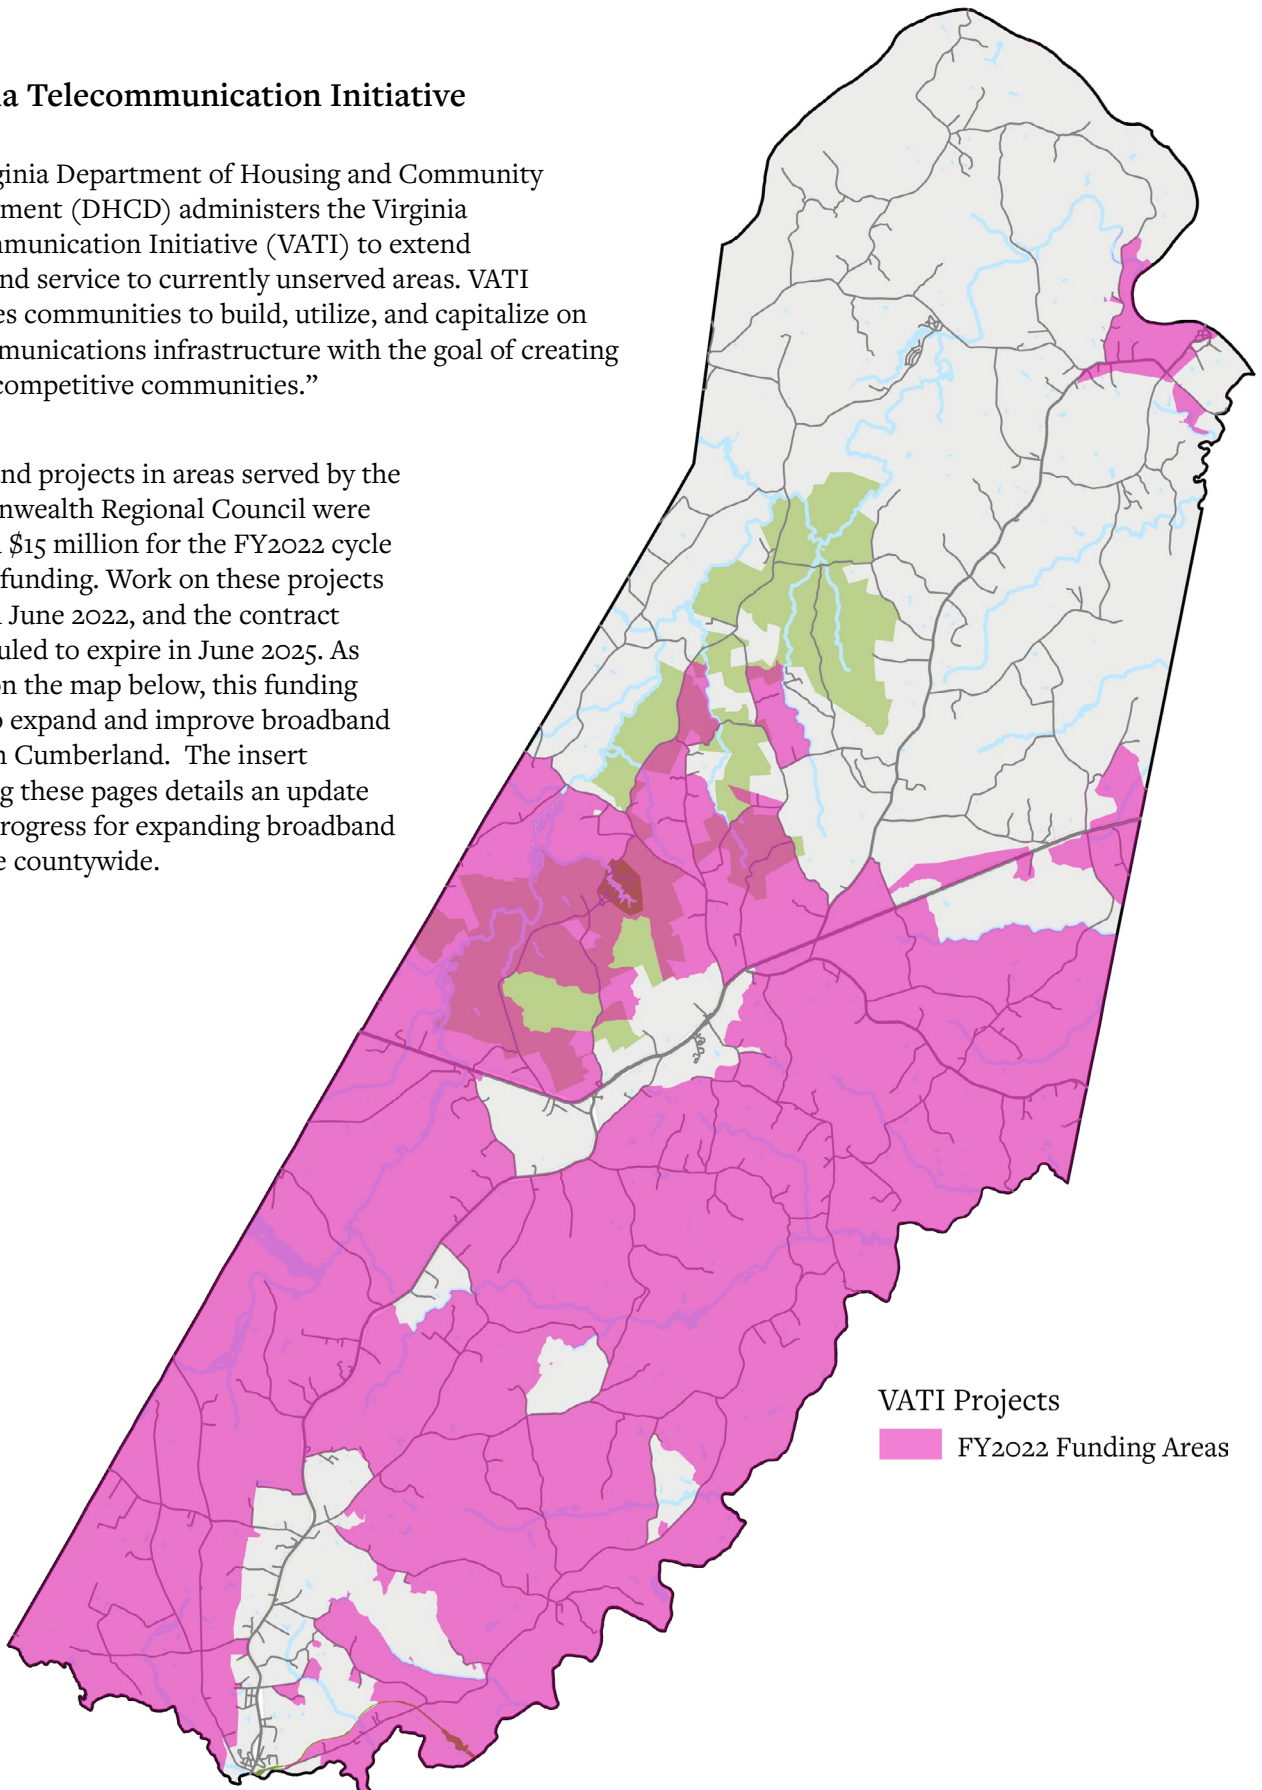 a Telecommunication Initiative
ginia Department of Housing and Community
ment (DHCD) administers the Virginia
mmunication Initiative (VATI) to extend
nd service to currently unserved areas. VATI
es communities to build, utilize, and capitalize on
mmunications infrastructure with the goal of creating
competitive communities.”
nd projects in areas served by the
nwealth Regional Council were
$15 million for the FY2022 cycle
funding. Work on these projects
June 2022, and the contract
uled to expire in June 2025. As
on the map below, this funding
o expand and improve broadband
n Cumberland. The insert
g these pages details an update
rogress for expanding broadband
e countywide.
VATI Projects
FY2022 Funding Areas